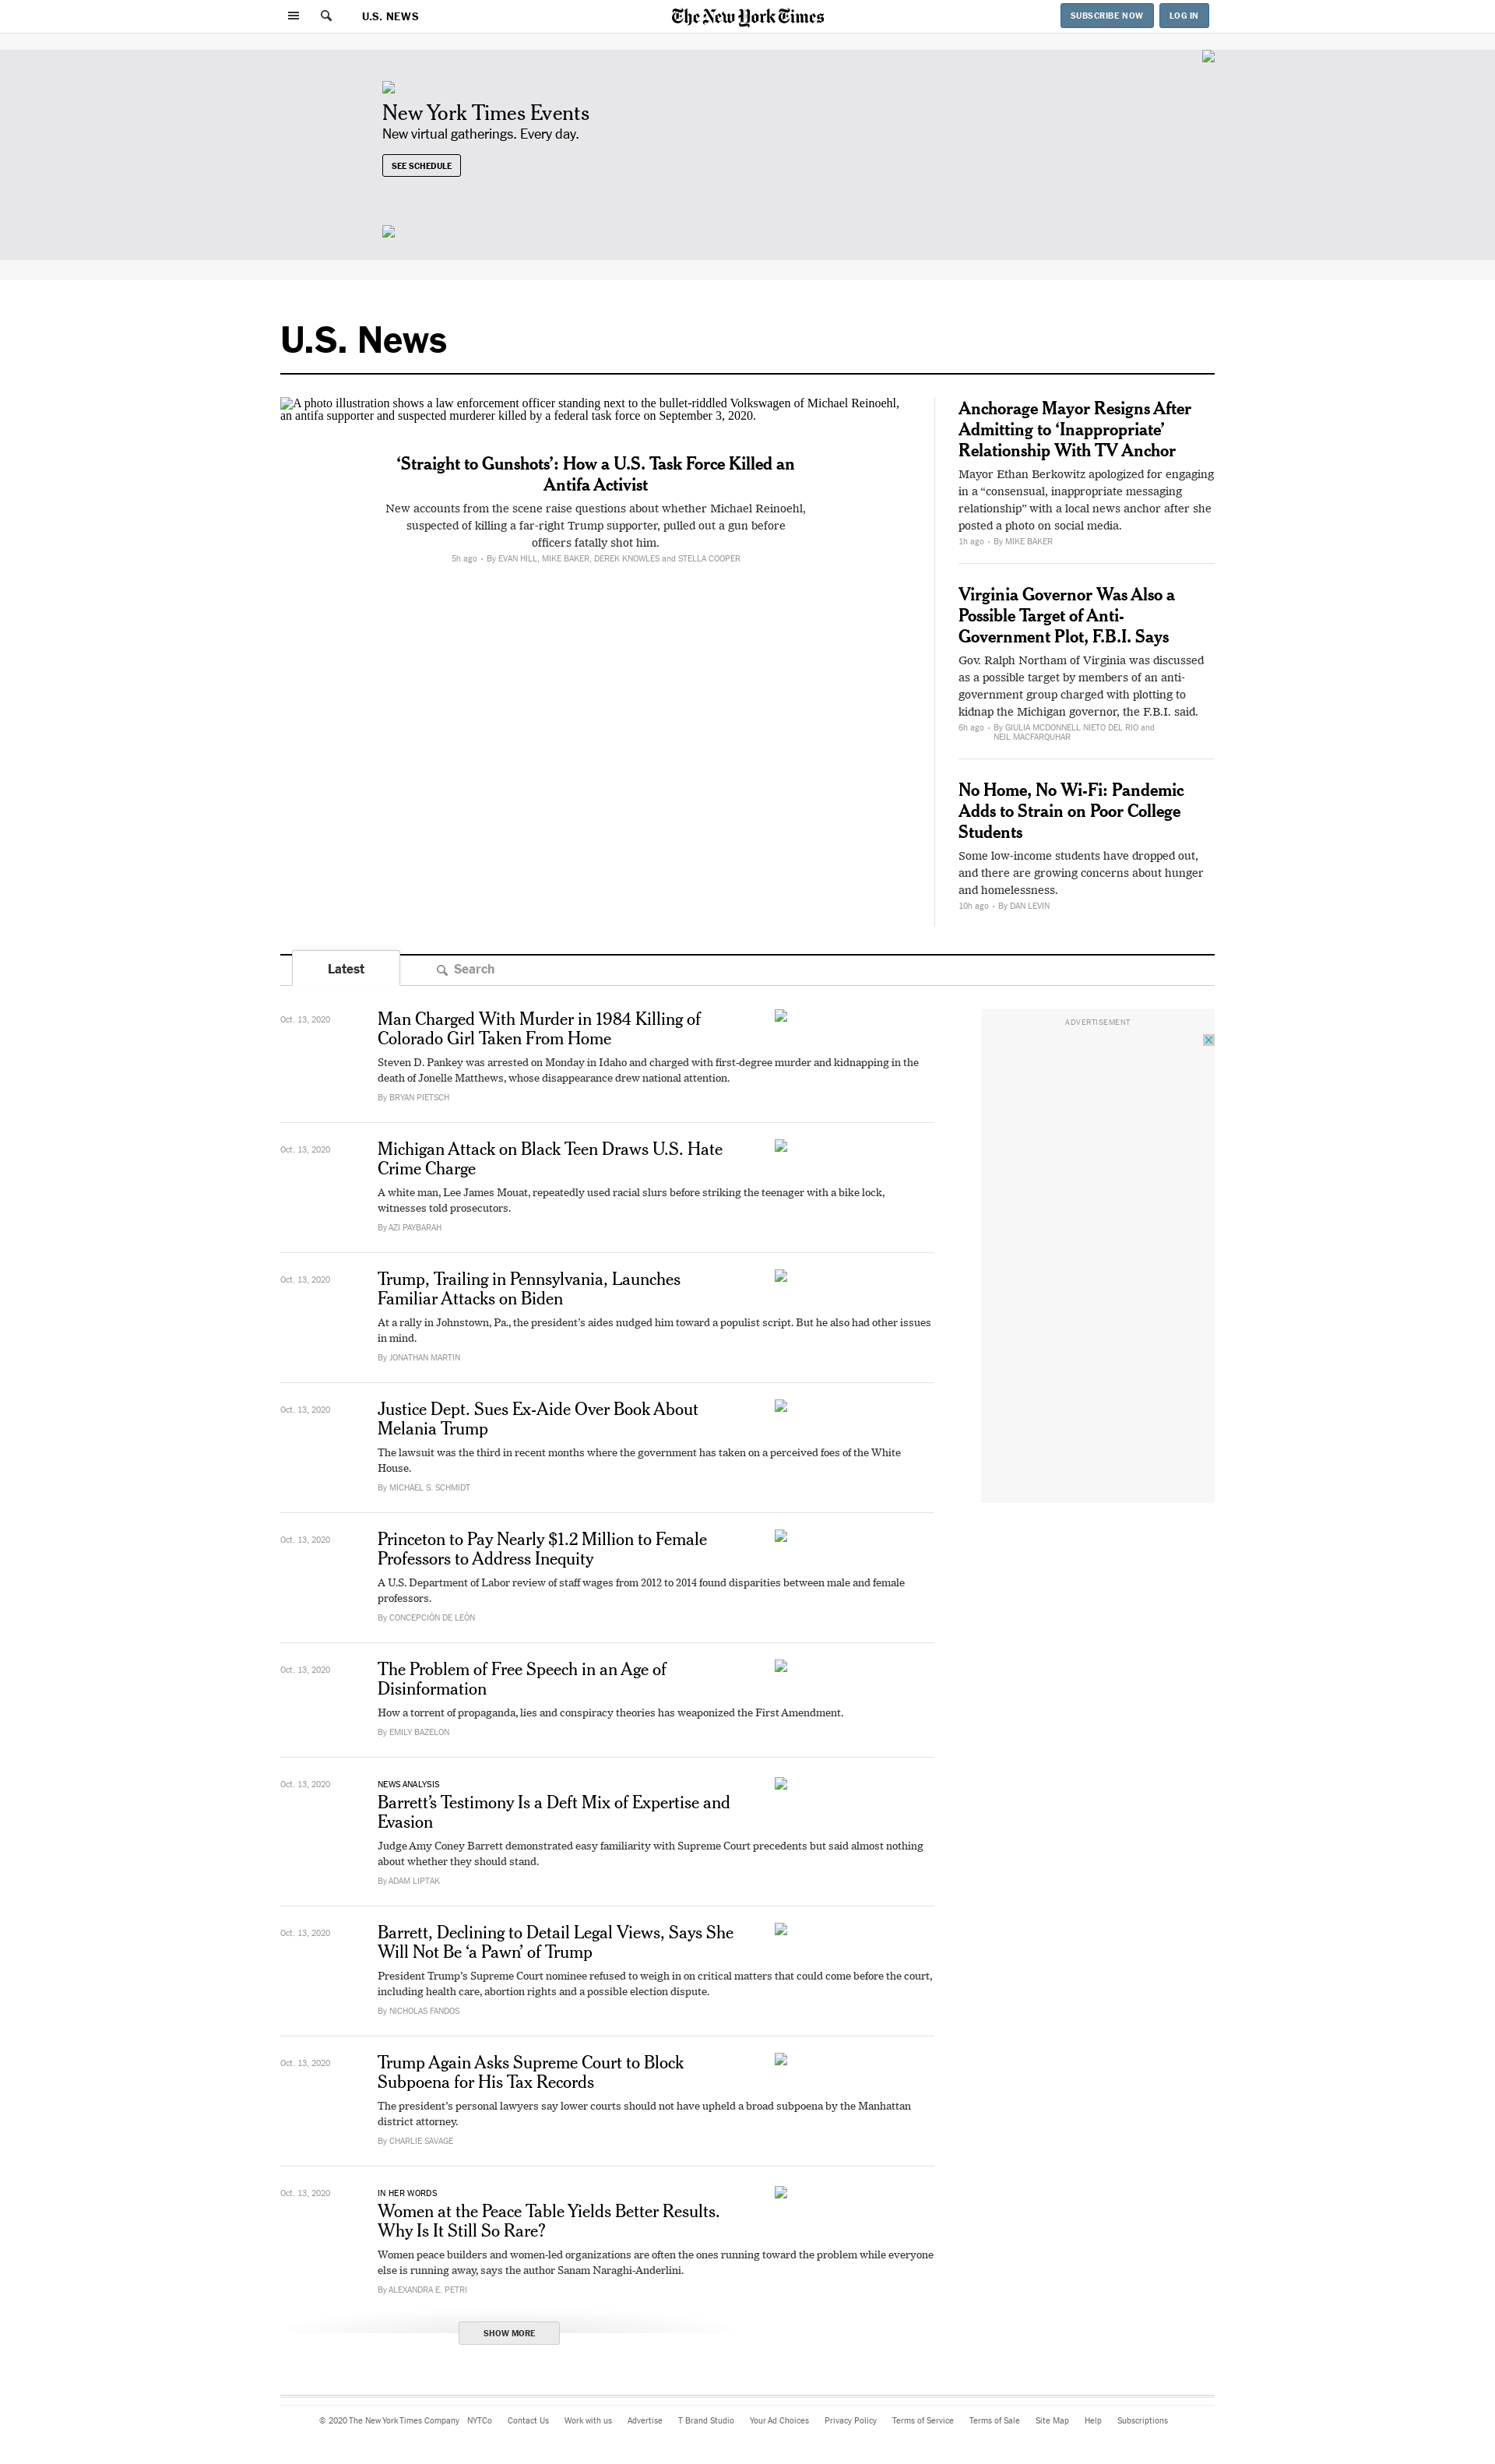 U.S. NEWS
The New York Times
SUBSCRIBE NOW
LOG IN
New York Times Events
New virtual gatherings. Every day.
SEE SCHEDULE
U.S. News
A photo illustration shows a law enforcement officer standing next to the bullet-riddled Volkswagen of Michael Reinoehl,
an antifa supporter and suspected murderer killed by a federal task force on September 3, 2020.
‘Straight to Gunshots’: How a U.S. Task Force Killed an
Antifa Activist
New accounts from the scene raise questions about whether Michael Reinoehl,
suspected of killing a far-right Trump supporter, pulled out a gun before
officers fatally shot him.
5h ago • By EVAN HILL, MIKE BAKER, DEREK KNOWLES and STELLA COOPER
Anchorage Mayor Resigns After
Admitting to ‘Inappropriate’
Relationship With TV Anchor
Mayor Ethan Berkowitz apologized for engaging
in a “consensual, inappropriate messaging
relationship” with a local news anchor after she
posted a photo on social media.
1h ago • By MIKE BAKER
Virginia Governor Was Also a
Possible Target of Anti-
Government Plot, F.B.I. Says
Gov. Ralph Northam of Virginia was discussed
as a possible target by members of an anti-
government group charged with plotting to
kidnap the Michigan governor, the F.B.I. said.
6h ago • By GIULIA MCDONNELL NIETO DEL RIO and
NEIL MACFARQUHAR
No Home, No Wi-Fi: Pandemic
Adds to Strain on Poor College
Students
Some low-income students have dropped out,
and there are growing concerns about hunger
and homelessness.
10h ago • By DAN LEVIN
Latest
Search
ADVERTISEMENT
Oct. 13, 2020
Man Charged With Murder in 1984 Killing of
Colorado Girl Taken From Home
Steven D. Pankey was arrested on Monday in Idaho and charged with first-degree murder and kidnapping in the
death of Jonelle Matthews, whose disappearance drew national attention.
By BRYAN PIETSCH
Oct. 13, 2020
Michigan Attack on Black Teen Draws U.S. Hate
Crime Charge
A white man, Lee James Mouat, repeatedly used racial slurs before striking the teenager with a bike lock,
witnesses told prosecutors.
By AZI PAYBARAH
Oct. 13, 2020
Trump, Trailing in Pennsylvania, Launches
Familiar Attacks on Biden
At a rally in Johnstown, Pa., the president’s aides nudged him toward a populist script. But he also had other issues
in mind.
By JONATHAN MARTIN
Oct. 13, 2020
Justice Dept. Sues Ex-Aide Over Book About
Melania Trump
The lawsuit was the third in recent months where the government has taken on a perceived foes of the White
House.
By MICHAEL S. SCHMIDT
Oct. 13, 2020
Princeton to Pay Nearly $1.2 Million to Female
Professors to Address Inequity
A U.S. Department of Labor review of staff wages from 2012 to 2014 found disparities between male and female
professors.
By CONCEPCIÓN DE LEÓN
Oct. 13, 2020
The Problem of Free Speech in an Age of
Disinformation
How a torrent of propaganda, lies and conspiracy theories has weaponized the First Amendment.
By EMILY BAZELON
Oct. 13, 2020
NEWS ANALYSIS
Barrett’s Testimony Is a Deft Mix of Expertise and
Evasion
Judge Amy Coney Barrett demonstrated easy familiarity with Supreme Court precedents but said almost nothing
about whether they should stand.
By ADAM LIPTAK
Oct. 13, 2020
Barrett, Declining to Detail Legal Views, Says She
Will Not Be ‘a Pawn’ of Trump
President Trump’s Supreme Court nominee refused to weigh in on critical matters that could come before the court,
including health care, abortion rights and a possible election dispute.
By NICHOLAS FANDOS
Oct. 13, 2020
Trump Again Asks Supreme Court to Block
Subpoena for His Tax Records
The president’s personal lawyers say lower courts should not have upheld a broad subpoena by the Manhattan
district attorney.
By CHARLIE SAVAGE
Oct. 13, 2020
IN HER WORDS
Women at the Peace Table Yields Better Results.
Why Is It Still So Rare?
Women peace builders and women-led organizations are often the ones running toward the problem while everyone
else is running away, says the author Sanam Naraghi-Anderlini.
By ALEXANDRA E. PETRI
SHOW MORE
© 2020 The New York Times Company NYTCo Contact Us Work with us Advertise T Brand Studio Your Ad Choices Privacy Policy Terms of Service Terms of Sale Site Map Help Subscriptions